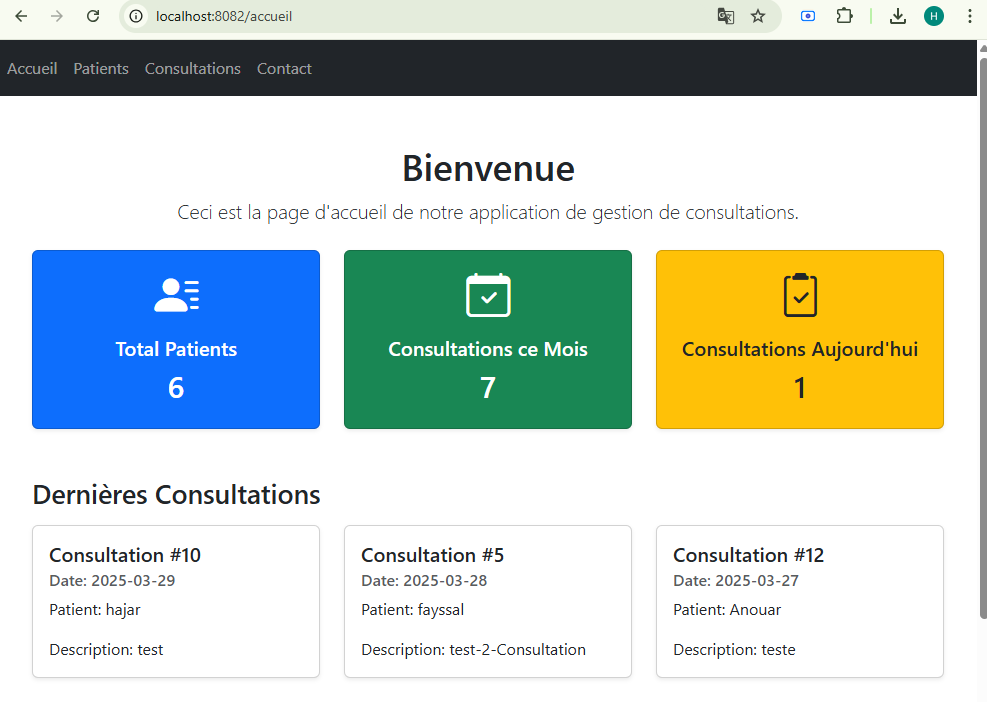 localhost:8082/accueil
H
Accueil Patients Consultations Contact
Bienvenue
Ceci est la page d'accueil de notre application de gestion de consultations.
Total Patients
6
Consultations ce Mois
7
Consultations Aujourd'hui
1
Dernières Consultations
Consultation #10
Date: 2025-03-29
Patient: hajar
Description: test
Consultation #5
Date: 2025-03-28
Patient: fayssal
Description: test-2-Consultation
Consultation #12
Date: 2025-03-27
Patient: Anouar
Description: teste